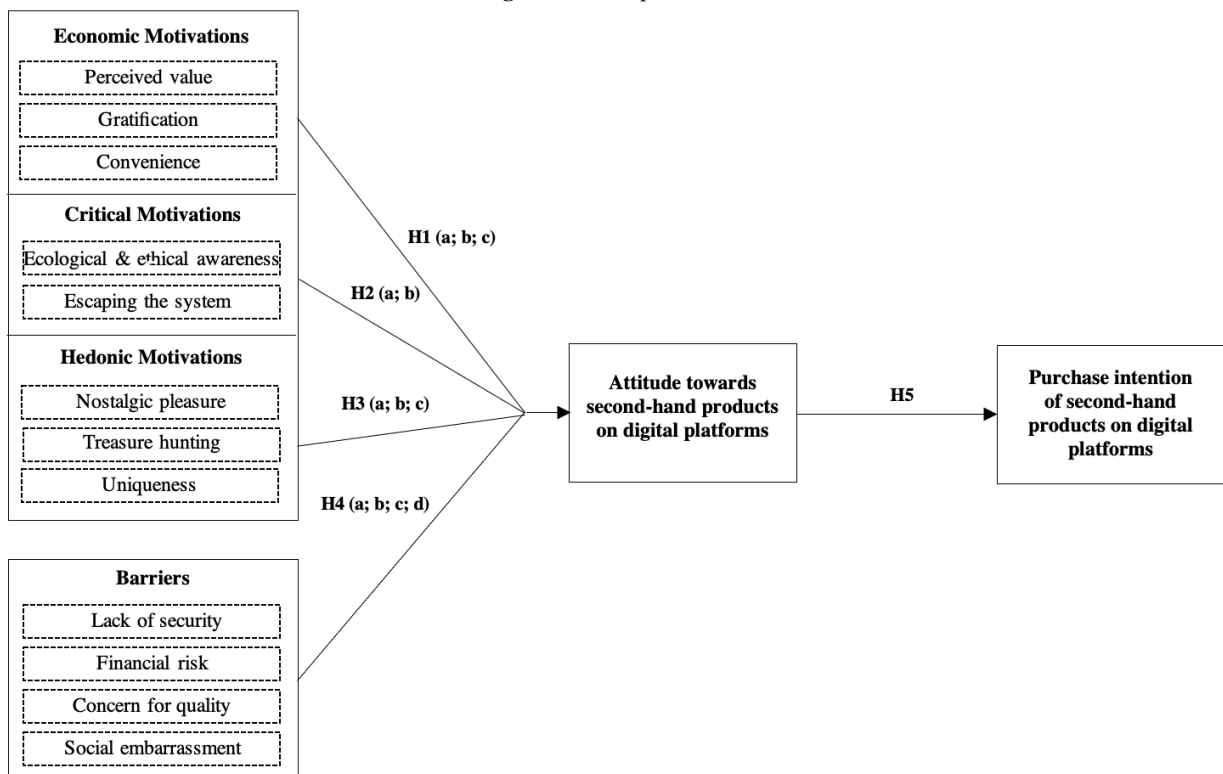 Economic Motivations
Perceived value
Gratification
Convenience
Critical Motivations
Ecological & ethical awareness
Escaping the system
Hedonic Motivations
Nostalgic pleasure
Treasure hunting
Uniqueness
Barriers
Lack of security
Financial risk
Concern for quality
Social embarrassment
H1 (a; b; c)
H2 (a; b)
H3 (a; b; c)
H4 (a; b; c; d)
Attitude towards
second-hand products
on digital platforms
H5
Purchase intention
of second-hand
products on digital
platforms